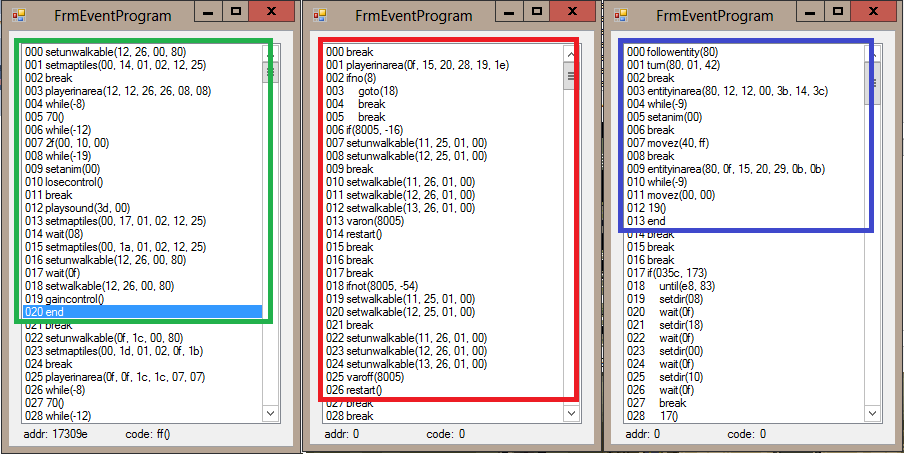 FrmEventProgram
000 setunwalkable(12, 26, 00, 80)
001 setmaptiles(00, 14, 01, 02, 12, 25)
002 break
003 playerinarea(12, 12, 26, 26, 08, 08)
004 while(-8)
005 70()
006 while(-12)
007 2f(00, 10, 00)
008 while(-19)
009 setanim(00)
010 losecontrol()
011 break
012 playsound(3d, 00)
013 setmaptiles(00, 17, 01, 02, 12, 25)
014 wait(08)
015 setmaptiles(00, 1a, 01, 02, 12, 25)
016 setunwalkable(12, 26, 00, 80)
017 wait(0f)
018 setwalkable(12, 26, 00, 80)
019 gaincontrol()
020 end
021 break
022 setunwalkable(0f, 1c, 00, 80)
023 setmaptiles(00, 1d, 01, 02, 0f, 1b)
024 break
025 playerinarea(0f, 0f, 1c, 1c, 07, 07)
026 while(-8)
027 70()
028 while(-12)
addr: 17309e code: ff()
FrmEventProgram
000 break
001 playerinarea(0f, 15, 20, 28, 19, 1e)
002 ifno(8)
003 goto(18)
004 break
005 break
006 if(8005, -16)
007 setunwalkable(11, 25, 01, 00)
008 setunwalkable(12, 25, 01, 00)
009 break
010 setwalkable(11, 26, 01, 00)
011 setwalkable(12, 26, 01, 00)
012 setwalkable(13, 26, 01, 00)
013 varon(8005)
014 restart()
015 break
016 break
017 break
018 ifnot(8005, -54)
019 setwalkable(11, 25, 01, 00)
020 setwalkable(12, 25, 01, 00)
021 break
022 setunwalkable(11, 26, 01, 00)
023 setunwalkable(12, 26, 01, 00)
024 setunwalkable(13, 26, 01, 00)
025 varoff(8005)
026 restart()
027 break
028 break
addr: 0 code: 0
FrmEventProgram
000 followentity(80)
001 turn(80, 01, 42)
002 break
003 entityinarea(80, 12, 12, 00, 3b, 14, 3c)
004 while(-9)
005 setanim(00)
006 break
007 movez(40, ff)
008 break
009 entityinarea(80, 0f, 15, 20, 29, 0b, 0b)
010 while(-9)
011 movez(00, 00)
012 19()
013 end
014 break
015 break
016 break
017 if(035c, 173)
018 until(e8, 83)
019 setdir(08)
020 wait(0f)
021 setdir(18)
022 wait(0f)
023 setdir(00)
024 wait(0f)
025 setdir(10)
026 wait(0f)
027 break
028 17()
addr: 0 code: 0